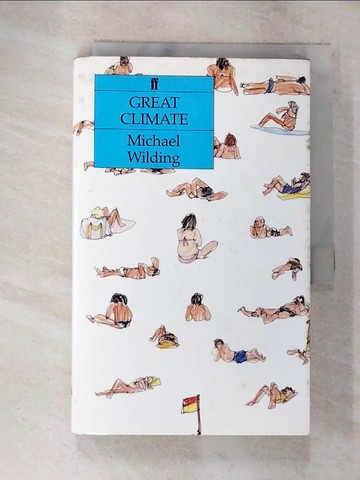 ff
GREAT
CLIMATE
Michael
Wilding